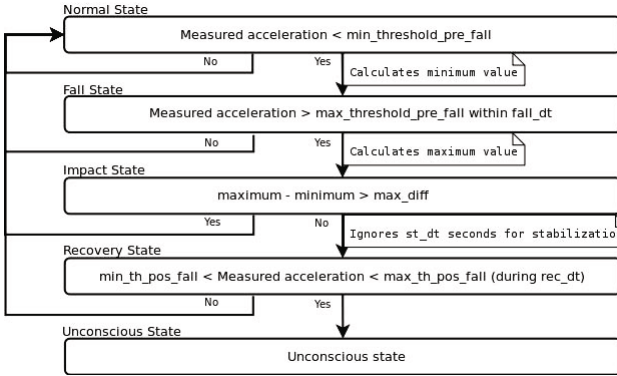 Normal State
Measured acceleration < min_threshold_pre_fall
No
Yes
Calculates minimum value
Fall State
Measured acceleration > max_threshold_pre_fall within fall_dt
No
Yes
Calculates maximum value
Impact State
maximum - minimum > max_diff
Yes
No
Ignores st_dt seconds for stabilizatio
Recovery State
min_th_pos_fall < Measured acceleration < max_th_pos_fall (during rec_dt)
No
Yes
Unconscious State
Unconscious state